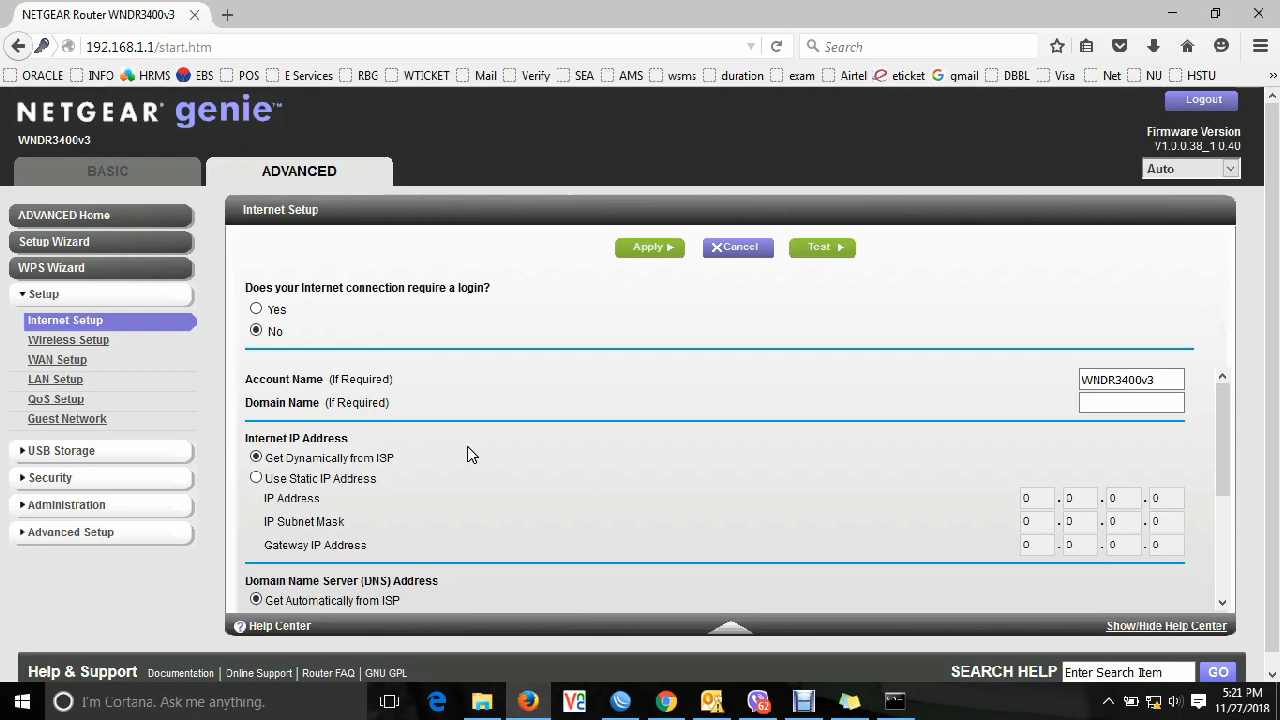 NETGEAR Router WNDR3400v3
192.168.1.1/start.htm
Search
ORACLE INFO HRMS EBS POS E Services RBG WTICKET Mail Verify SEA AMS wsms duration exam Airtel eticket gmail DBBL Visa Net NU HSTU
NETGEAR® genie™
Logout
WNDR3400v3
Firmware Version
V1.0.0.38_1.0.40
Auto
BASIC
ADVANCED
ADVANCED Home
Setup Wizard
WPS Wizard
Setup
Internet Setup
Wireless Setup
WAN Setup
LAN Setup
QoS Setup
Guest Network
USB Storage
Security
Administration
Advanced Setup
Internet Setup
Apply
Cancel
Test
Does your Internet connection require a login?
Yes
No
Account Name (If Required) WNDR3400v3
Domain Name (If Required)
Internet IP Address
Get Dynamically from ISP
Use Static IP Address
IP Address 0 . 0 . 0 . 0
IP Subnet Mask 0 . 0 . 0 . 0
Gateway IP Address 0 . 0 . 0 . 0
Domain Name Server (DNS) Address
Get Automatically from ISP
Help Center
Show/Hide Help Center
Help & Support Documentation | Online Support | Router FAQ | GNU GPL
SEARCH HELP Enter Search Item GO
I'm Cortana. Ask me anything.
62
5:21 PM
11/27/2018